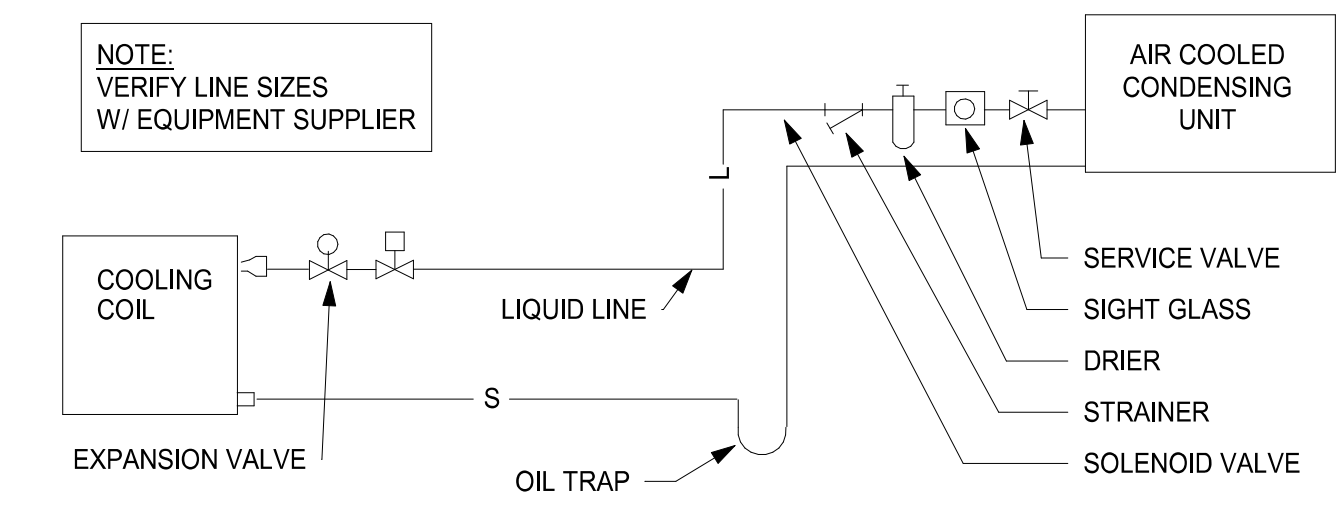 NOTE:
VERIFY LINE SIZES
W/ EQUIPMENT SUPPLIER
AIR COOLED
CONDENSING
UNIT
L
COOLING
COIL
LIQUID LINE
SERVICE VALVE
SIGHT GLASS
DRIER
S
STRAINER
EXPANSION VALVE
OIL TRAP
SOLENOID VALVE